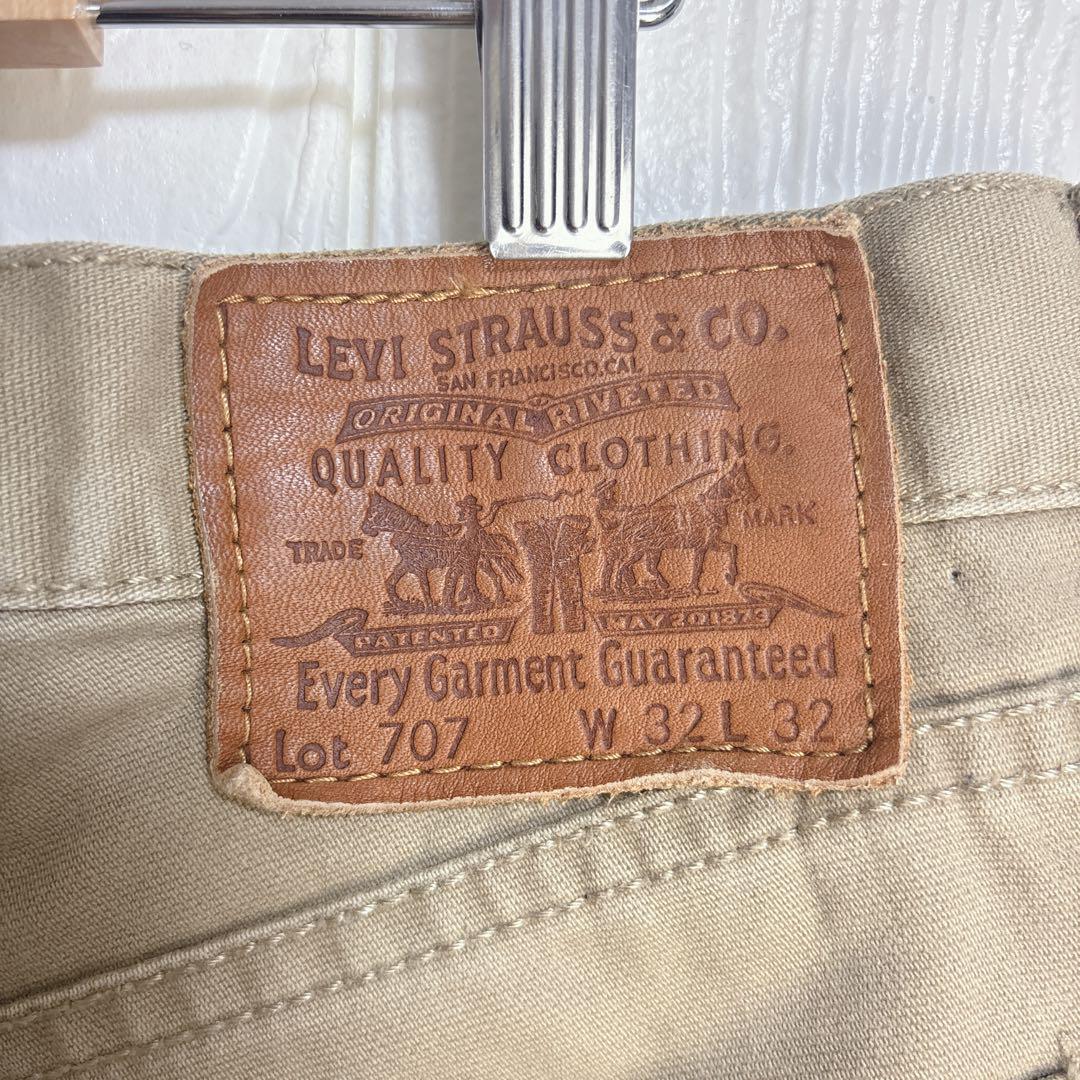 LEVI STRAUSS & CO.
SAN FRANCISCO, CAL
ORIGINAL RIVETED
QUALITY CLOTHING.
TRADE MARK
PATENTED MAY 20 1873
Every Garment Guaranteed
Lot 707 W 32 L 32